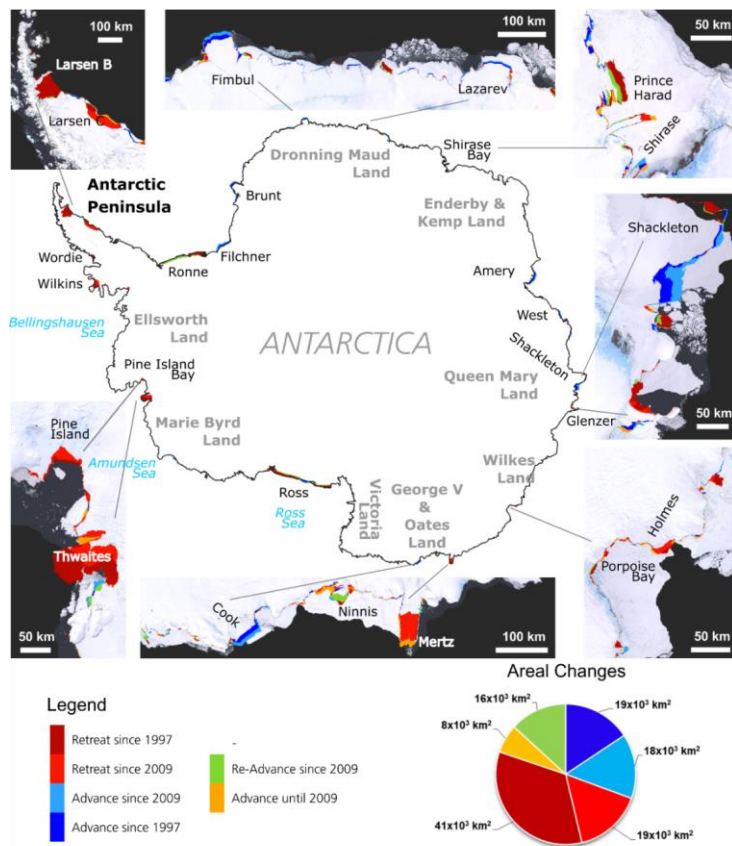 100 km
Larsen B
Larsen C
100 km
Fimbul
Lazarev
50 km
Prince
Harad
Shirase
Shirase
Bay
Dronning Maud
Land
Antarctic
Peninsula
Brunt
Enderby &
Kemp Land
Shackleton
Filchner
Ronne
Wordie
Wilkins
Amery
West
Bellingshausen
Sea
Ellsworth
Land
ANTARCTICA
Shackleton
Pine Island
Bay
Queen Mary
Land
50 km
Glenzer
Pine
Island
Marie Byrd
Land
Amundsen
Sea
Wilkes
Land
Ross
Ross
Sea
Victoria
Land
George V
&
Oates
Land
Holmes
Thwaites
Porpoise
Bay
50 km
Cook
Ninnis
Mertz
100 km
50 km
Areal Changes
Legend
16x10³ km²
19x10³ km²
8x10³ km²
18x10³ km²
41x10³ km²
19x10³ km²
Retreat since 1997
-
Retreat since 2009
Re-Advance since 2009
Advance since 2009
Advance until 2009
Advance since 1997